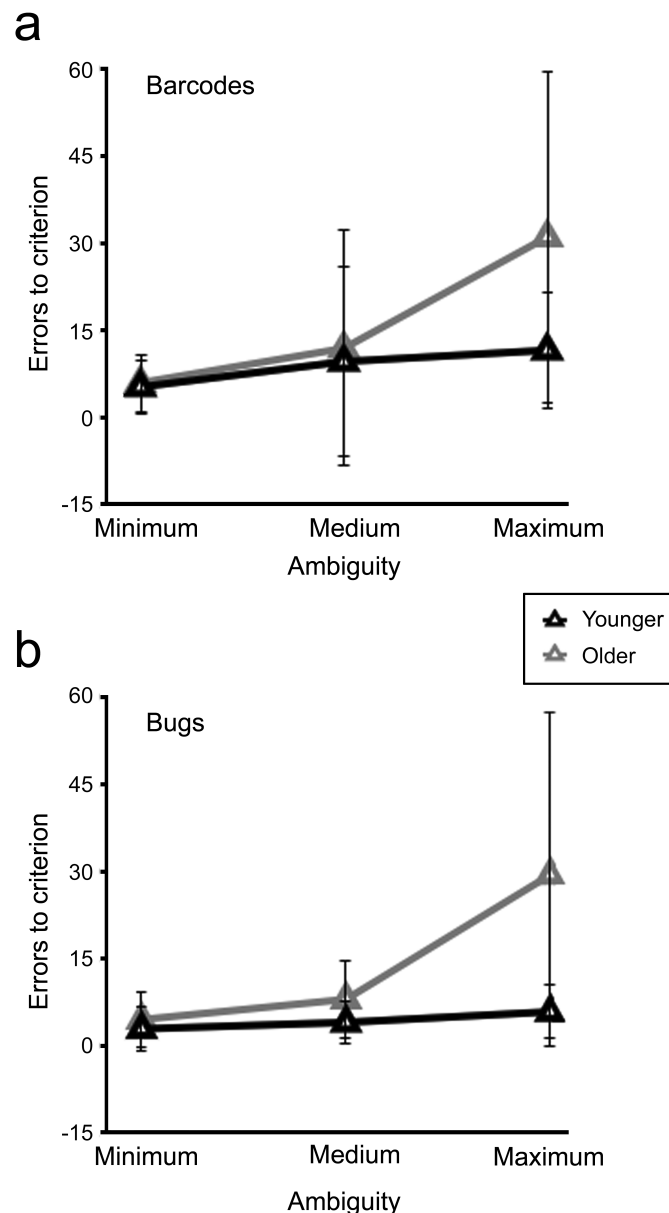 a
Barcodes
Errors to criterion
60
45
30
15
0
-15
Minimum Medium Maximum
Ambiguity
Younger
Older
b
Bugs
Errors to criterion
60
45
30
15
0
-15
Minimum Medium Maximum
Ambiguity